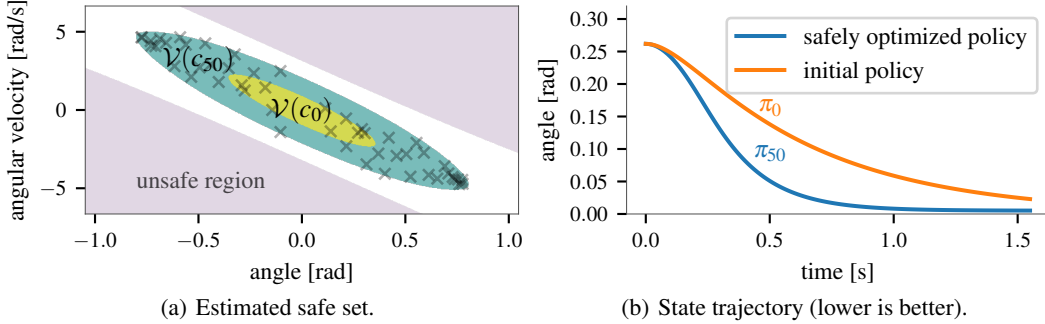 angular velocity [rad/s]
5
0
−5
𝒱(c₅₀)
𝒱(c₀)
unsafe region
−1.0 −0.5 0.0 0.5 1.0
angle [rad]
(a) Estimated safe set.
angle [rad]
0.30
0.25
0.20
0.15
0.10
0.05
0.00
safely optimized policy
initial policy
π₀
π₅₀
0.0 0.5 1.0 1.5
time [s]
(b) State trajectory (lower is better).